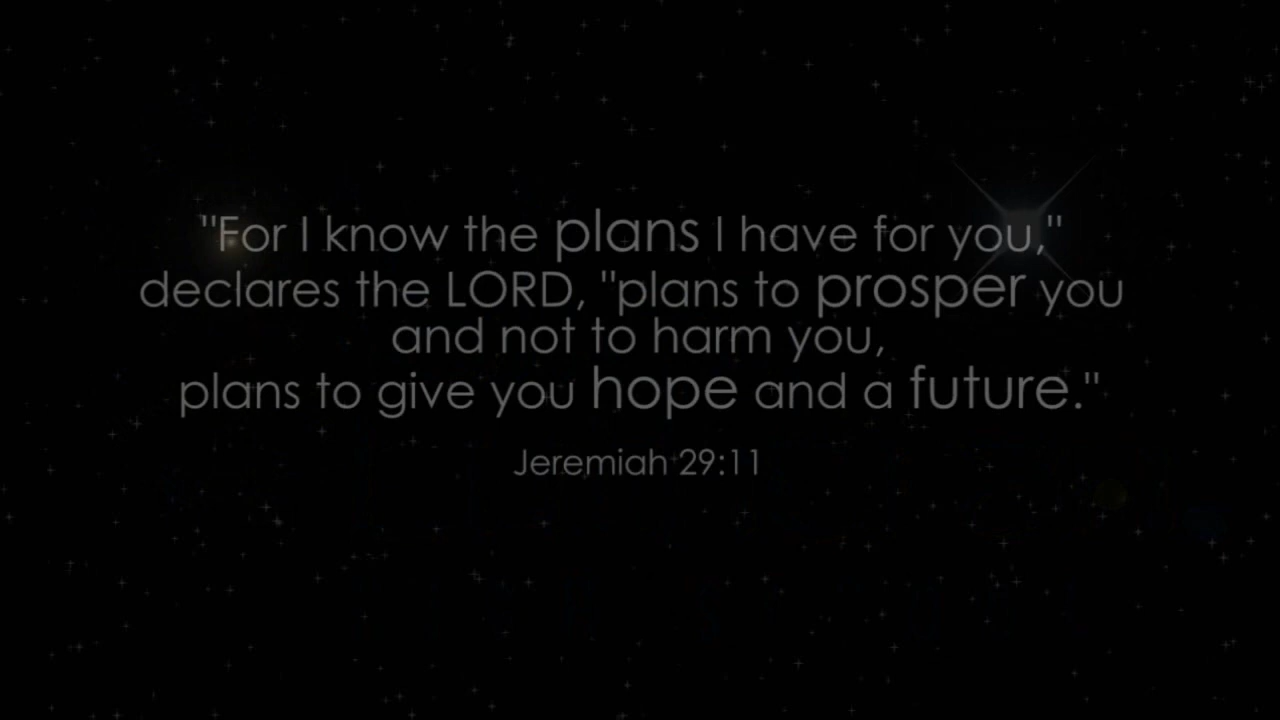 "For I know the plans I have for you,"
declares the LORD, "plans to prosper you
and not to harm you,
plans to give you hope and a future."
Jeremiah 29:11